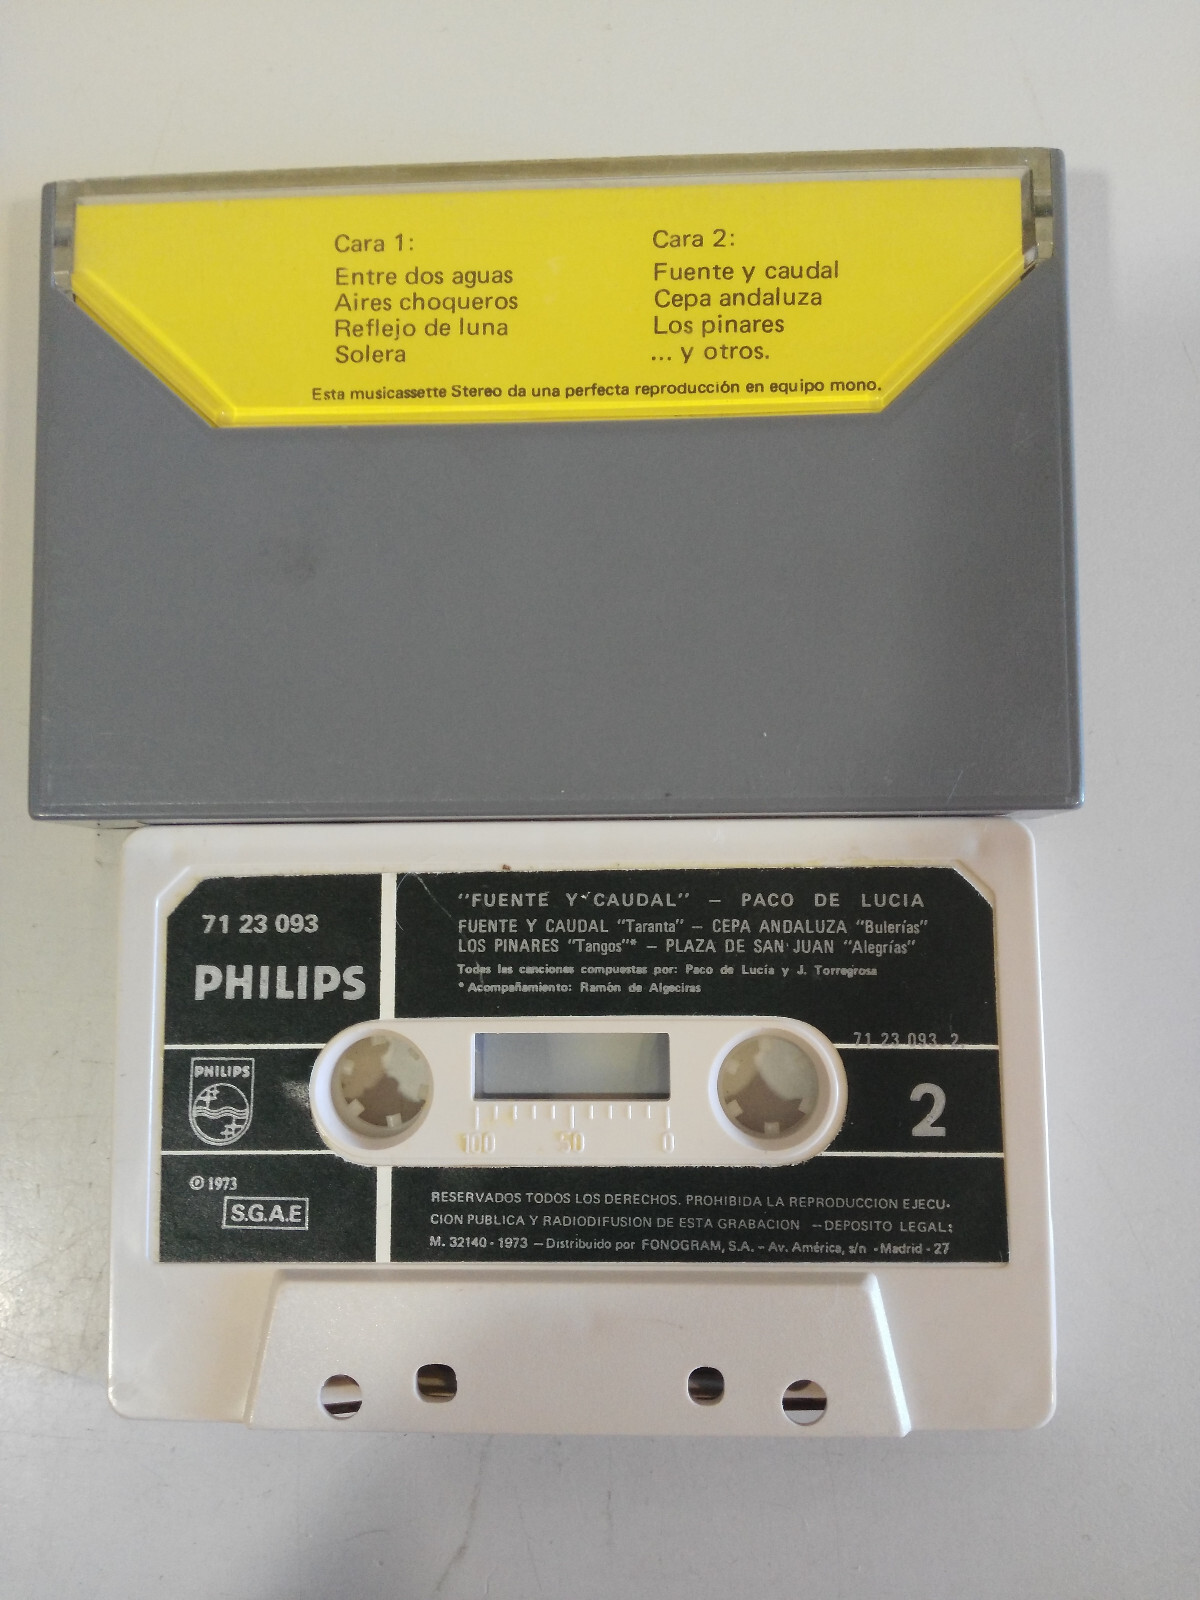 Cara 1:
Entre dos aguas
Aires choqueros
Reflejo de luna
Solera
Cara 2:
Fuente y caudal
Cepa andaluza
Los pinares
... y otros.
Esta musicassette Stereo da una perfecta reproducción en equipo mono.
71 23 093
PHILIPS
"FUENTE Y CAUDAL" — PACO DE LUCIA
FUENTE Y CAUDAL "Taranta" — CEPA ANDALUZA "Bulerías"
LOS PINARES "Tangos"* — PLAZA DE SAN JUAN "Alegrías"
Todas las canciones compuestas por: Paco de Lucía y J. Torregrosa
* Acompañamiento: Ramón de Algeciras
71 23 093 2
PHILIPS
2
100 50 0
Ⓟ 1973
S.G.A.E
RESERVADOS TODOS LOS DERECHOS. PROHIBIDA LA REPRODUCCION EJECU-
CION PUBLICA Y RADIODIFUSION DE ESTA GRABACION — DEPOSITO LEGAL:
M. 32140 - 1973 — Distribuido por FONOGRAM, S.A. - Av. América, s/n - Madrid - 27